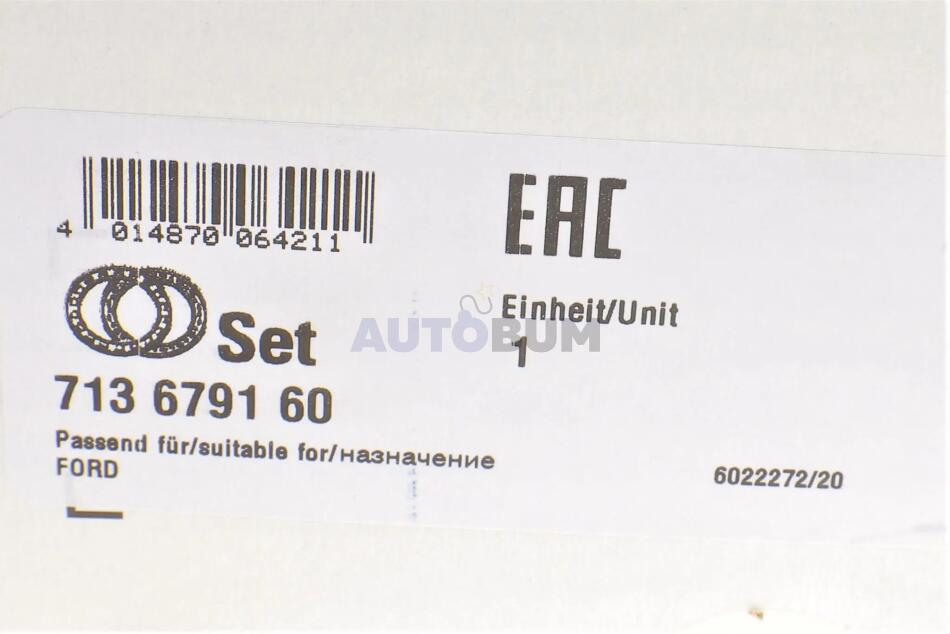 4 014870 064211
EAC
Set
Einheit/Unit
AUTOBUM
1
713 6791 60
Passend für/suitable for/назначение
FORD
6022272/20